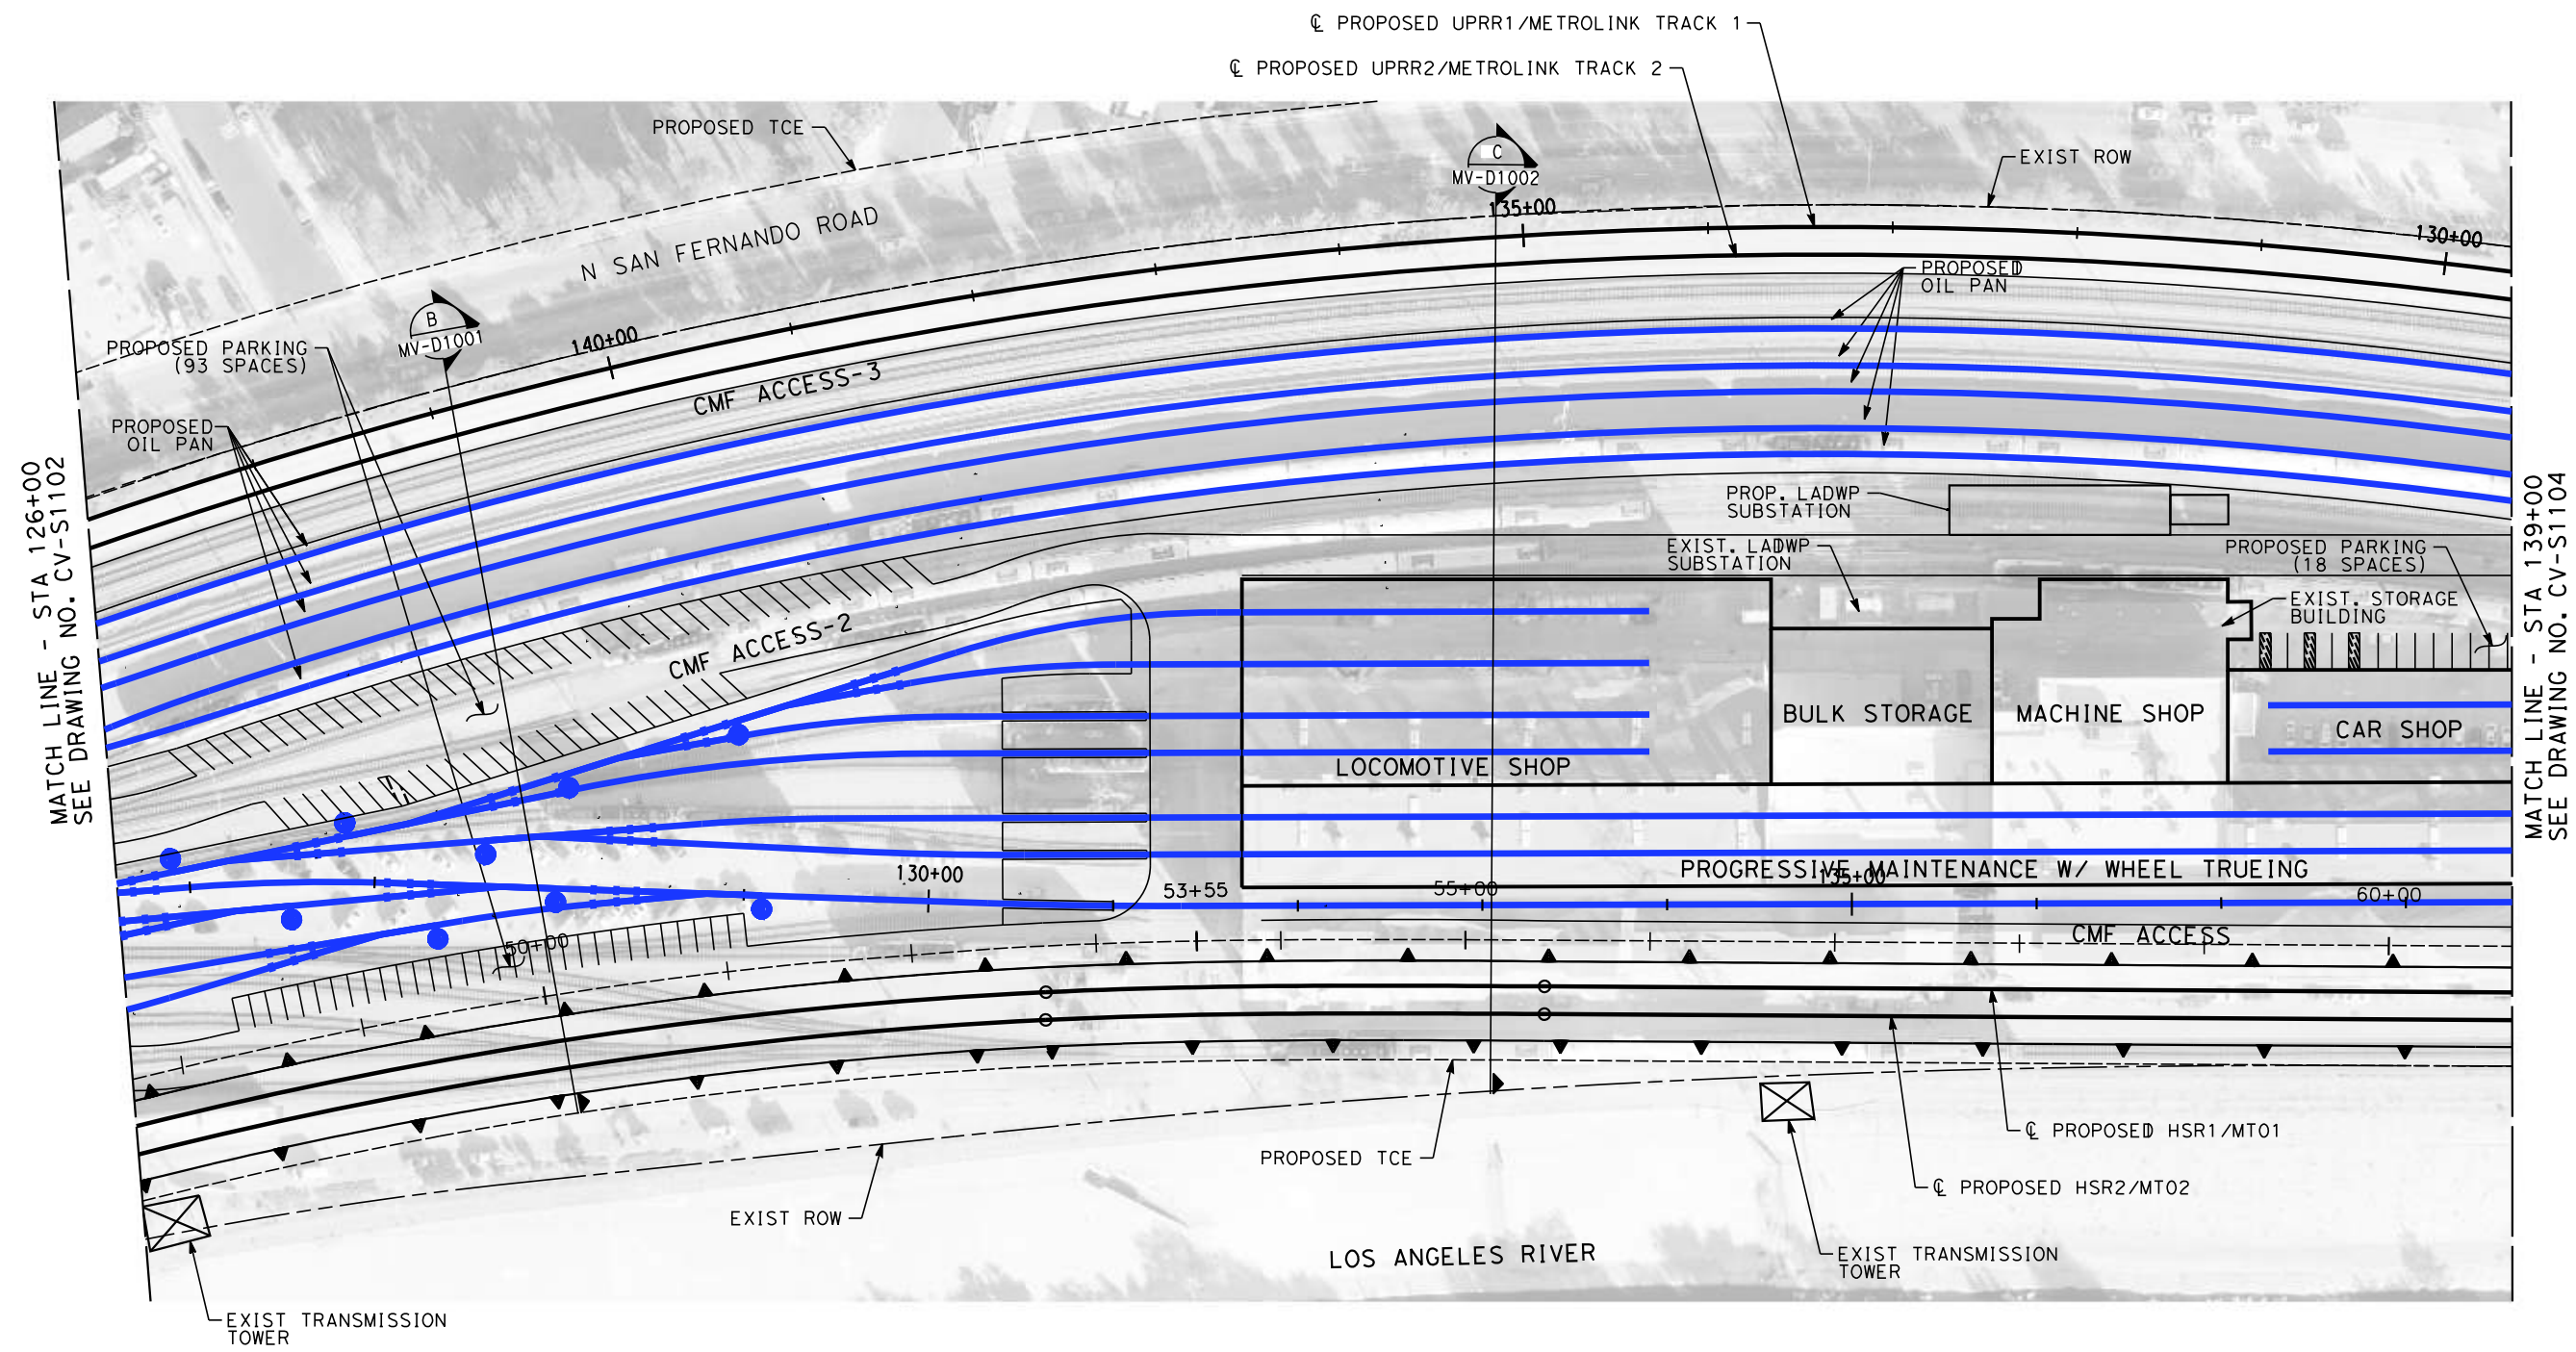 ℄ PROPOSED UPRR1/METROLINK TRACK 1
℄ PROPOSED UPRR2/METROLINK TRACK 2
PROPOSED TCE
C
MV-D1002
EXIST ROW
N SAN FERNANDO ROAD
135+00
130+00
PROPOSED
OIL PAN
B
MV-D1001
140+00
PROPOSED PARKING
(93 SPACES)
CMF ACCESS-3
PROPOSED
OIL PAN
MATCH LINE - STA 126+00
SEE DRAWING NO. CV-S1102
PROP. LADWP
SUBSTATION
EXIST. LADWP
SUBSTATION
PROPOSED PARKING
(18 SPACES)
EXIST. STORAGE
BUILDING
MATCH LINE - STA 139+00
SEE DRAWING NO. CV-S1104
CMF ACCESS-2
BULK STORAGE
MACHINE SHOP
CAR SHOP
LOCOMOTIVE SHOP
PROGRESSIVE MAINTENANCE W/ WHEEL TRUEING
130+00
53+55
55+00
135+00
60+00
50+00
CMF ACCESS
℄ PROPOSED HSR1/MT01
PROPOSED TCE
℄ PROPOSED HSR2/MT02
EXIST ROW
LOS ANGELES RIVER
EXIST TRANSMISSION
TOWER
EXIST TRANSMISSION
TOWER